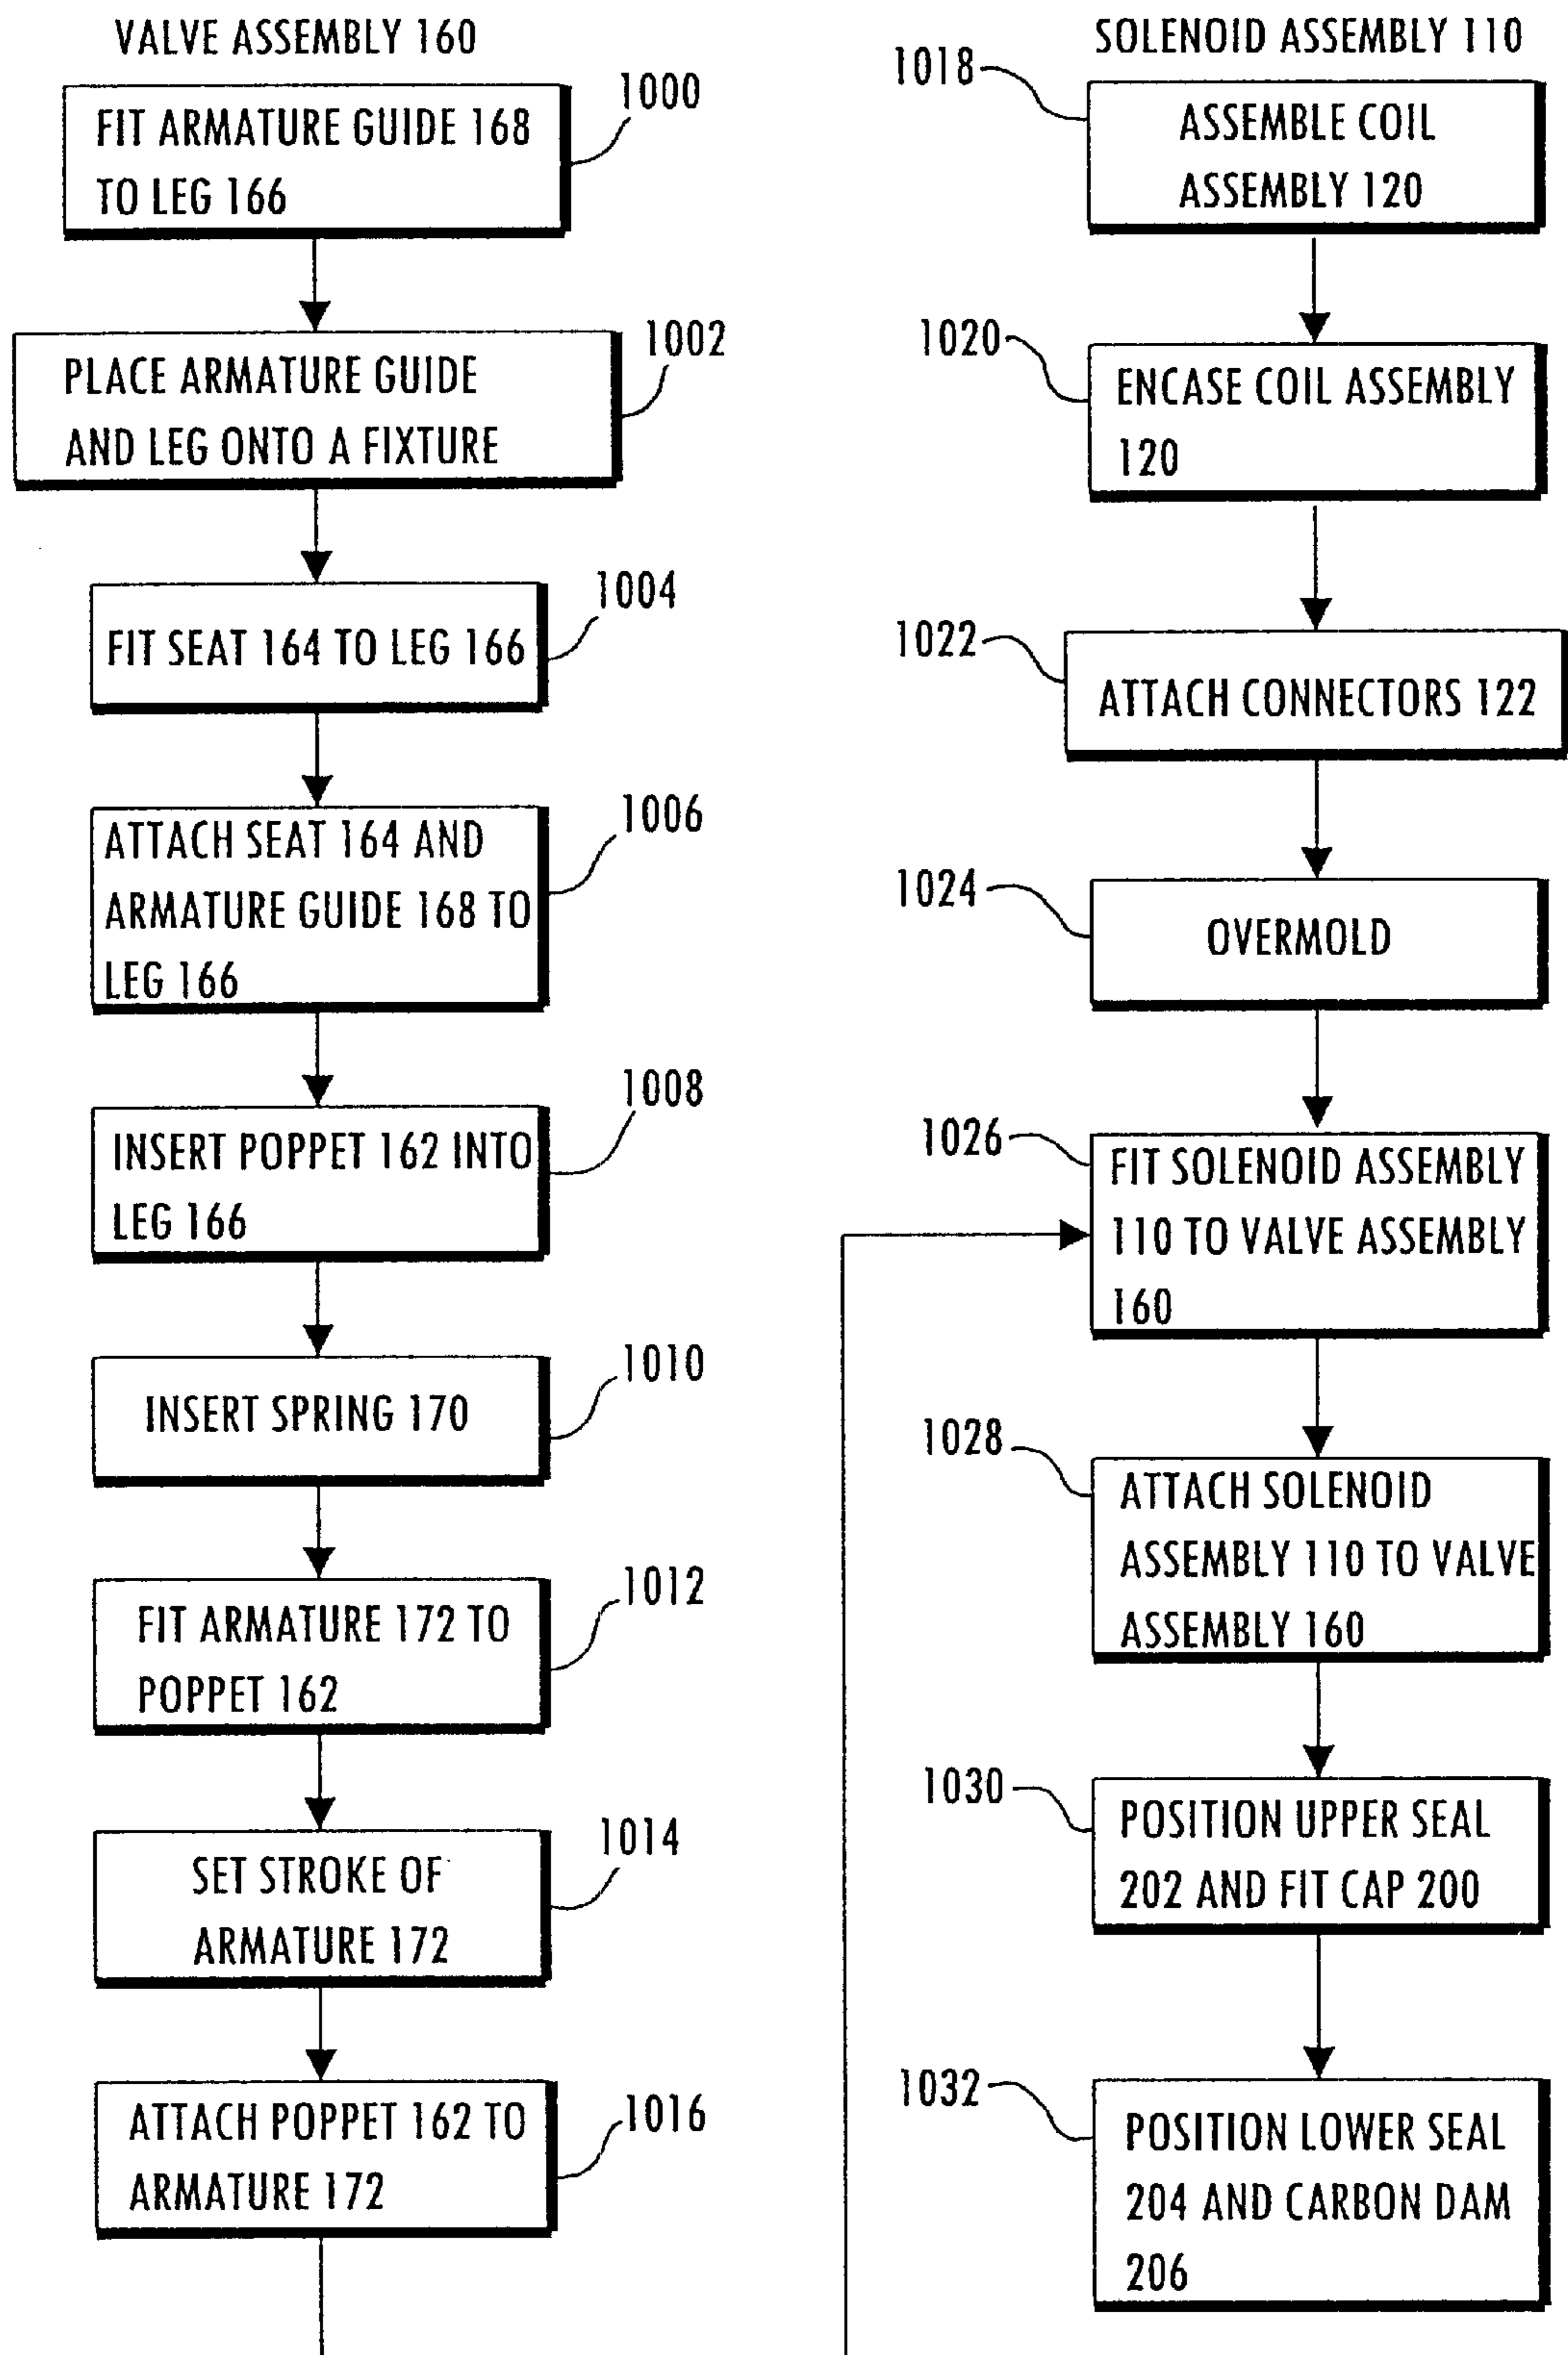 VALVE ASSEMBLY 160
1000
FIT ARMATURE GUIDE 168
TO LEG 166
1002
PLACE ARMATURE GUIDE
AND LEG ONTO A FIXTURE
1004
FIT SEAT 164 TO LEG 166
1006
ATTACH SEAT 164 AND
ARMATURE GUIDE 168 TO
LEG 166
1008
INSERT POPPET 162 INTO
LEG 166
1010
INSERT SPRING 170
1012
FIT ARMATURE 172 TO
POPPET 162
1014
SET STROKE OF
ARMATURE 172
1016
ATTACH POPPET 162 TO
ARMATURE 172
SOLENOID ASSEMBLY 110
1018
ASSEMBLE COIL
ASSEMBLY 120
1020
ENCASE COIL ASSEMBLY
120
1022
ATTACH CONNECTORS 122
1024
OVERMOLD
1026
FIT SOLENOID ASSEMBLY
110 TO VALVE ASSEMBLY
160
1028
ATTACH SOLENOID
ASSEMBLY 110 TO VALVE
ASSEMBLY 160
1030
POSITION UPPER SEAL
202 AND FIT CAP 200
1032
POSITION LOWER SEAL
204 AND CARBON DAM
206